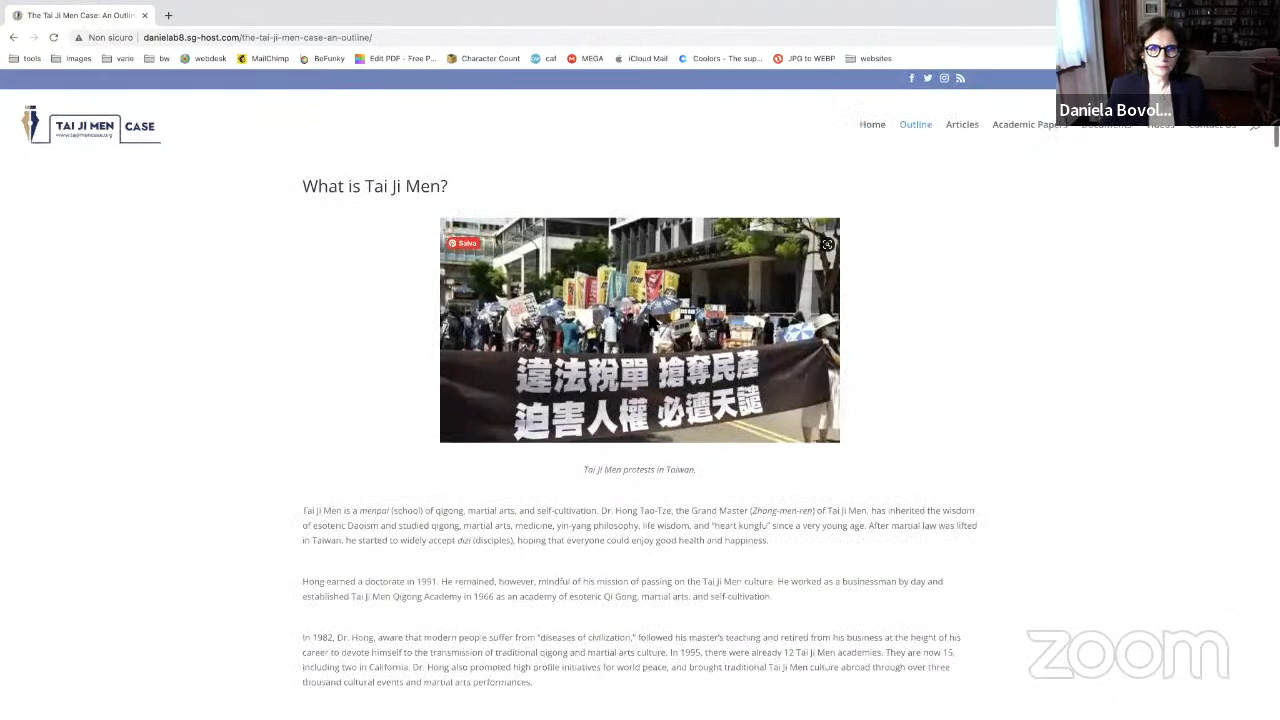 The Tai Ji Men Case: An Outlin
Non sicuro
danielab8.sg-host.com/the-tai-ji-men-case-an-outline/
tools
images
varie
bw
webdesk
MailChimp
BeFunky
Edit PDF - Free P...
Character Count
caf
MEGA
iCloud Mail
Coolors - The sup...
JPG to WEBP
websites
Daniela Bovol...
TAI JI MEN CASE
www.taijimencase.org
Home
Outline
Articles
Academic Papers
Documents
Videos
Contact Us
What is Tai Ji Men?
Salva
違法稅單 搶奪民產
迫害人權 必遭天譴
Tai Ji Men protests in Taiwan.
Tai Ji Men is a menpai (school) of qigong, martial arts, and self-cultivation. Dr. Hong Tao-Tze, the Grand Master (Zhang-men-ren) of Tai Ji Men, has inherited the wisdom
of esoteric Daoism and studied qigong, martial arts, medicine, yin-yang philosophy, life wisdom, and "heart kungfu" since a very young age. After martial law was lifted
in Taiwan, he started to widely accept dizi (disciples), hoping that everyone could enjoy good health and happiness.
Hong earned a doctorate in 1991. He remained, however, mindful of his mission of passing on the Tai Ji Men culture. He worked as a businessman by day and
established Tai Ji Men Qigong Academy in 1966 as an academy of esoteric Qi Gong, martial arts, and self-cultivation.
In 1982, Dr. Hong, aware that modern people suffer from "diseases of civilization," followed his master's teaching and retired from his business at the height of his
career to devote himself to the transmission of traditional qigong and martial arts culture. In 1995, there were already 12 Tai Ji Men academies. They are now 15,
including two in California. Dr. Hong also promoted high profile initiatives for world peace, and brought traditional Tai Ji Men culture abroad through over three
thousand cultural events and martial arts performances.
zoom